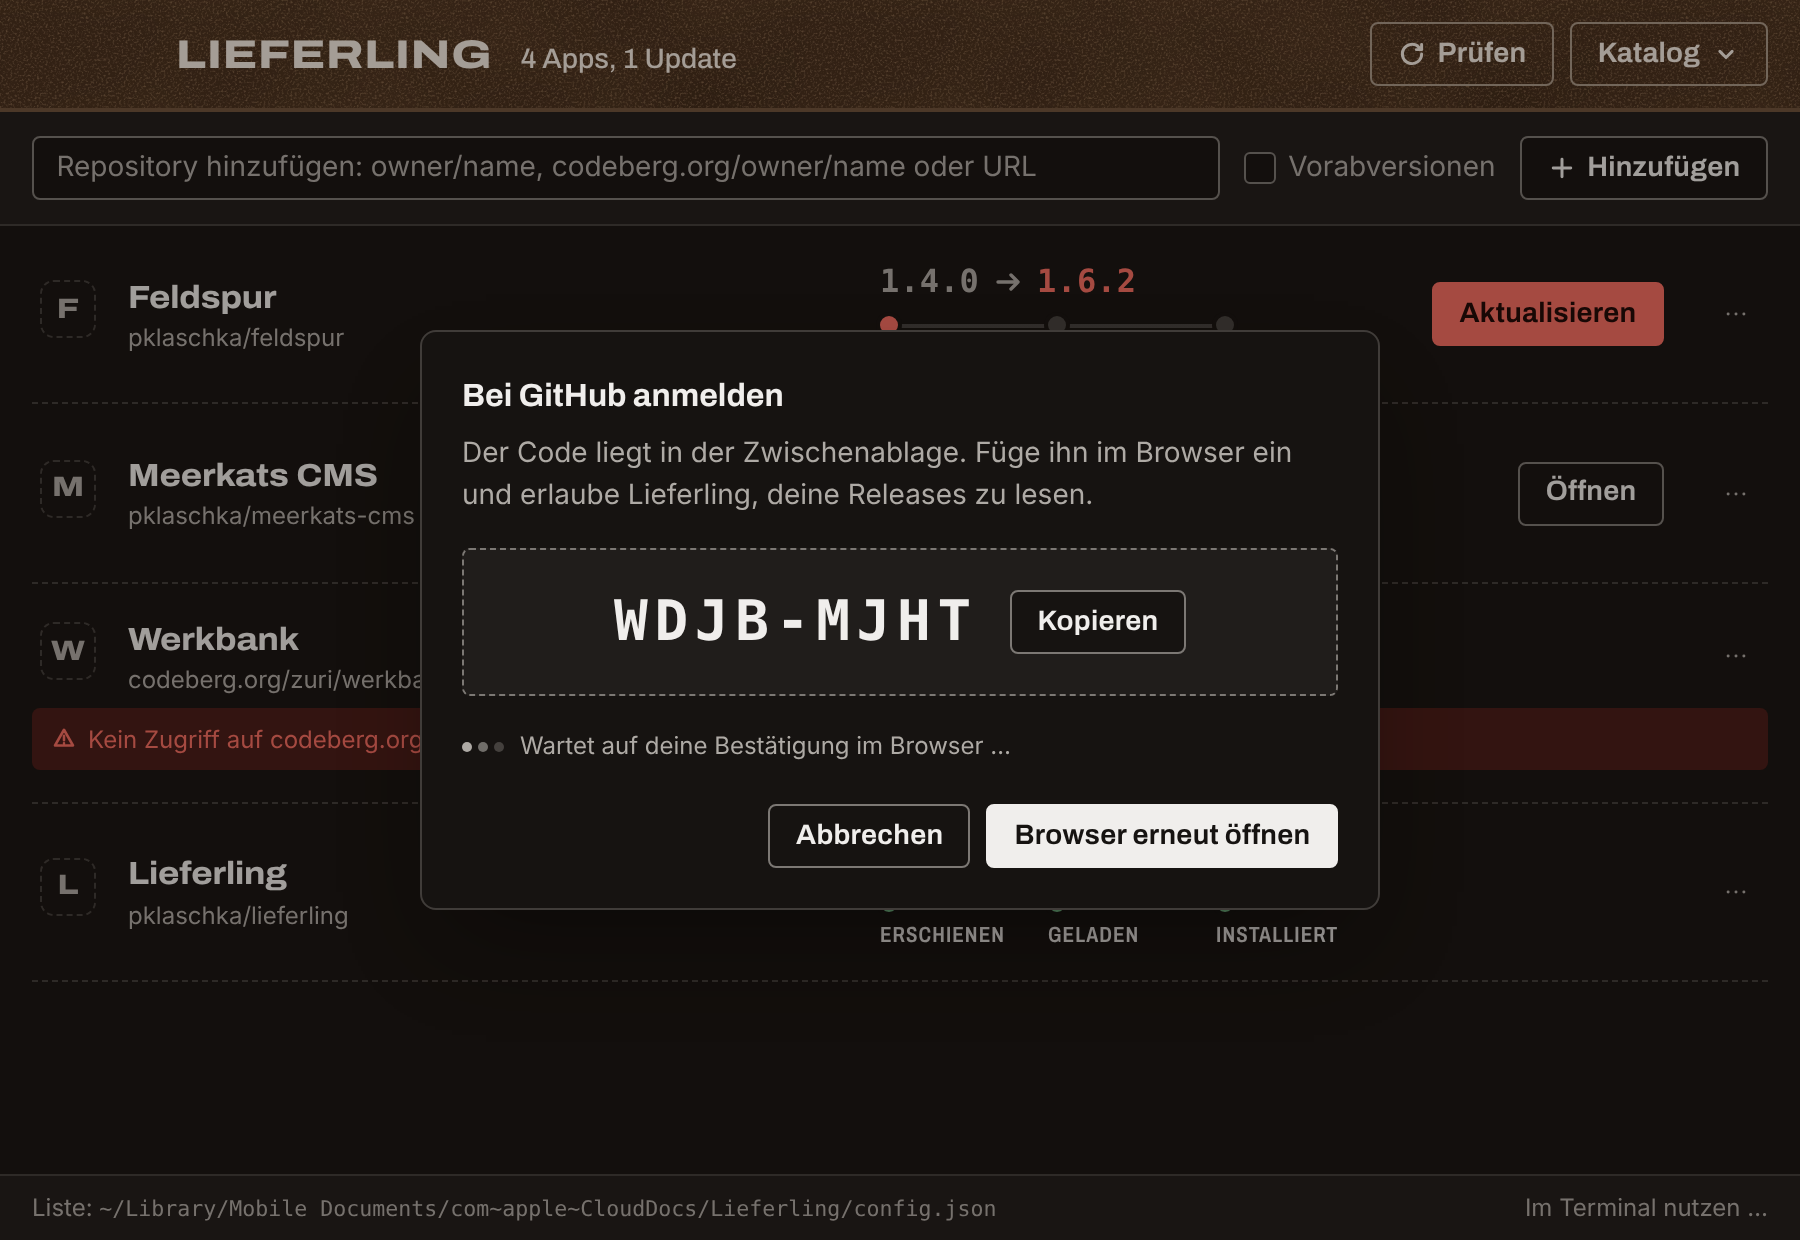 LIEFERLING 4 Apps, 1 Update Prüfen Katalog
Repository hinzufügen: owner/name, codeberg.org/owner/name oder URL Vorabversionen + Hinzufügen
F Feldspur 1.4.0 → 1.6.2 Aktualisieren ...
pklaschka/feldspur
Bei GitHub anmelden
Der Code liegt in der Zwischenablage. Füge ihn im Browser ein
und erlaube Lieferling, deine Releases zu lesen.
WDJB-MJHT Kopieren
Wartet auf deine Bestätigung im Browser ...
Abbrechen Browser erneut öffnen
M Meerkats CMS Öffnen ...
pklaschka/meerkats-cms
W Werkbank ...
codeberg.org/zuri/
Kein Zugriff auf codeberg.org
L Lieferling ...
pklaschka/lieferling
ERSCHIENEN GELADEN INSTALLIERT
Liste: ~/Library/Mobile Documents/com~apple~CloudDocs/Lieferling/config.json Im Terminal nutzen ...